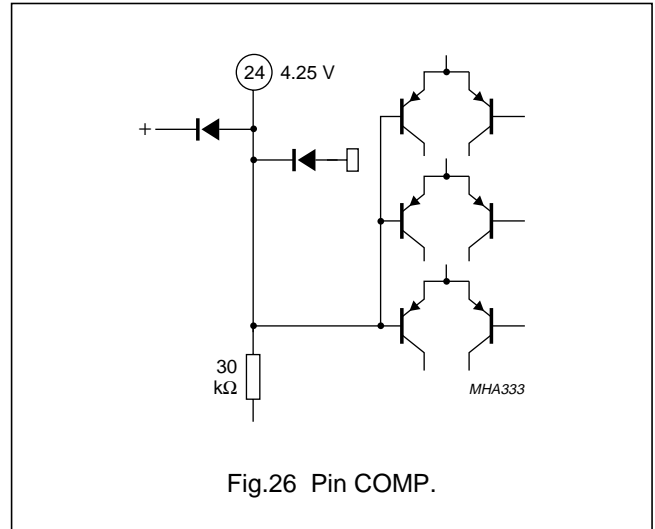 24 4.25 V
+
30
kΩ
MHA333
Fig.26 Pin COMP.